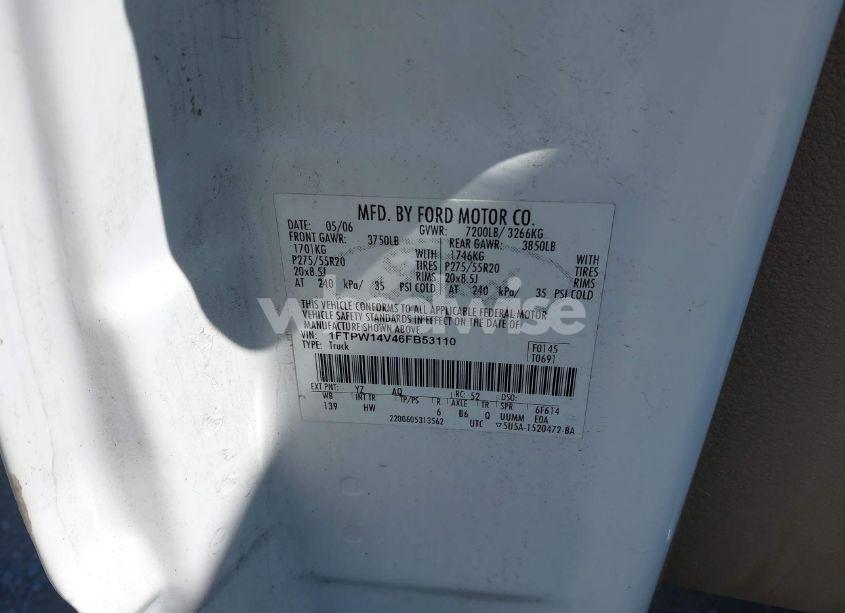 MFD. BY FORD MOTOR CO.
DATE: 05/06 GVWR: 7200LB/ 3266KG
FRONT GAWR: 3750LB REAR GAWR: 3850LB
1701KG WITH 1746KG WITH
P275/55R20 TIRES P275/55R20 TIRES
20x8.5J RIMS 20x8.5J RIMS
AT 240 kPa/ 35 PSI COLD AT 240 kPa/ 35 PSI COLD
THIS VEHICLE CONFORMS TO ALL APPLICABLE FEDERAL MOTOR
VEHICLE SAFETY STANDARDS IN EFFECT ON THE DATE OF
MANUFACTURE SHOWN ABOVE
VIN: 1FTPW14V46FB53110
TYPE: Truck
F0145
T0691
EXT PNT: YZ AQ RC: 52 DSO:
WB INT TR TP/PS R AXLE TR SPR 6F614
139 HW 6 B6 Q UUMM E0A
2200605313562 UTC 5U5A-1520472-BA
wheelwise